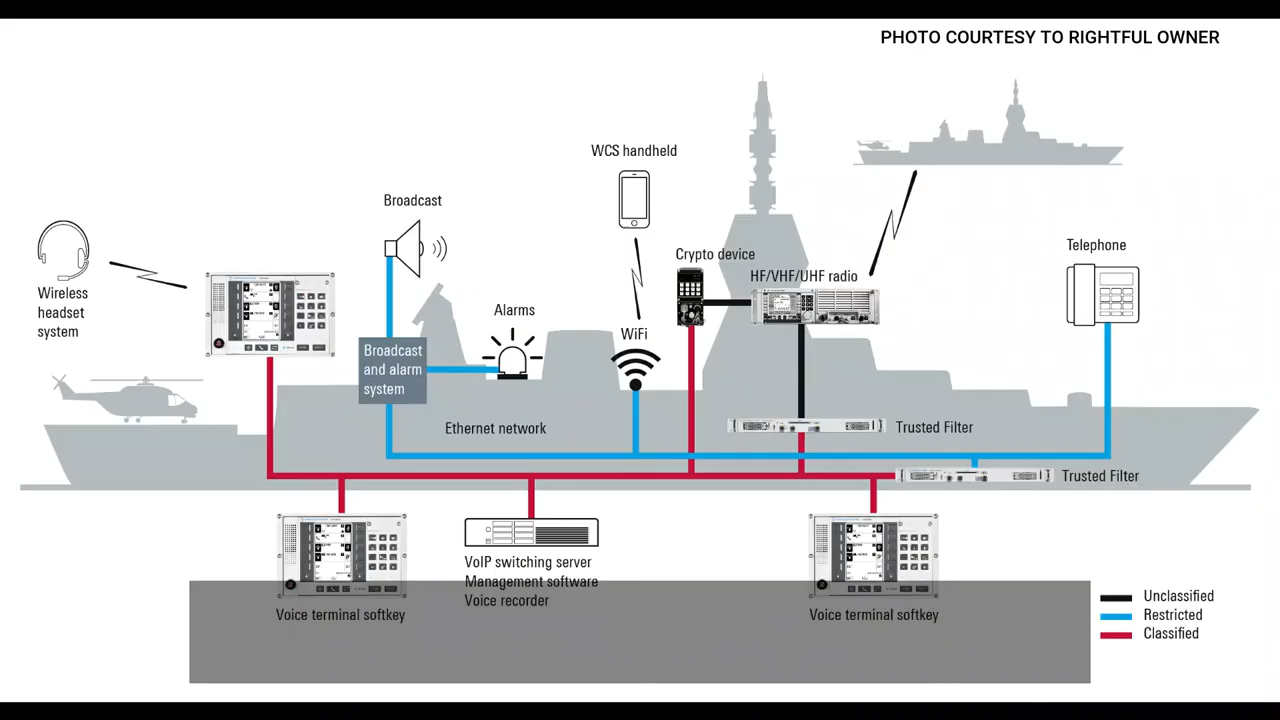 PHOTO COURTESY TO RIGHTFUL OWNER
WCS handheld
Broadcast
Telephone
Crypto device
HF/VHF/UHF radio
Wireless
headset
system
Alarms
WiFi
Broadcast
and alarm
system
Ethernet network
Trusted Filter
Trusted Filter
VoIP switching server
Management software
Voice recorder
Voice terminal softkey
Voice terminal softkey
Unclassified
Restricted
Classified